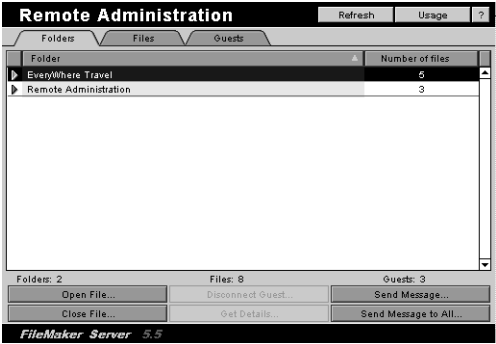 Remote Administration Refresh Usage ?
Folders Files Guests
Folder Number of files
EveryWhere Travel 5
Remote Administration 3
Folders: 2 Files: 8 Guests: 3
Open File... Disconnect Guest... Send Message...
Close File... Get Details... Send Message to All...
FileMaker Server 5.5